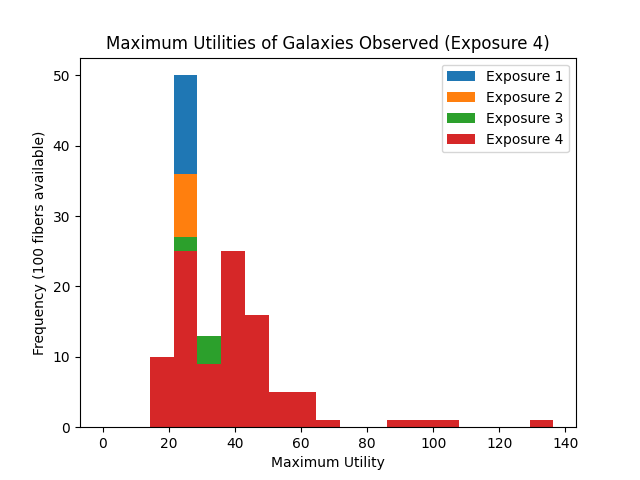 Maximum Utilities of Galaxies Observed (Exposure 4)
Exposure 1
Exposure 2
Exposure 3
Exposure 4
Frequency (100 fibers available)
50
40
30
20
10
0
0 20 40 60 80 100 120 140
Maximum Utility